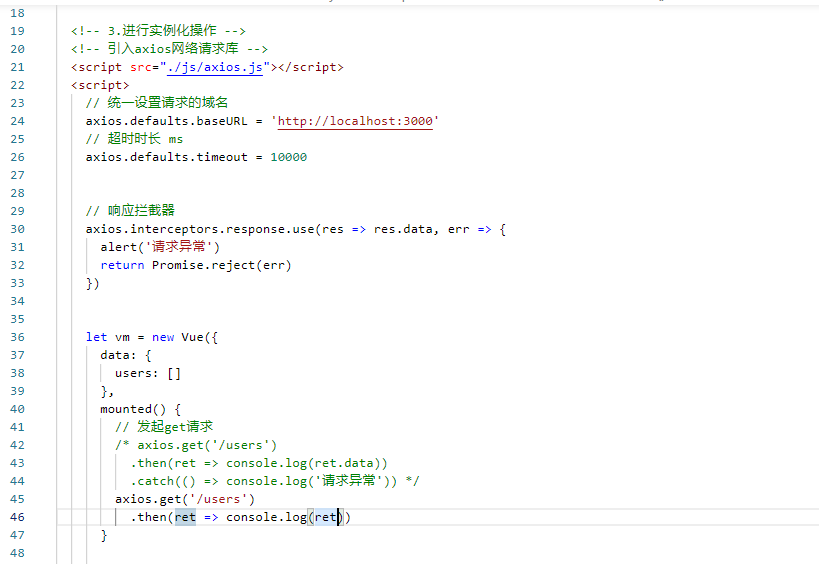 18
19 <!-- 3.进行实例化操作 -->
20 <!-- 引入axios网络请求库 -->
21 <script src="./js/axios.js"></script>
22 <script>
23 // 统一设置请求的域名
24 axios.defaults.baseURL = 'http://localhost:3000'
25 // 超时时长 ms
26 axios.defaults.timeout = 10000
27
28
29 // 响应拦截器
30 axios.interceptors.response.use(res => res.data, err => {
31 alert('请求异常')
32 return Promise.reject(err)
33 })
34
35
36 let vm = new Vue({
37 data: {
38 users: []
39 },
40 mounted() {
41 // 发起get请求
42 /* axios.get('/users')
43 .then(ret => console.log(ret.data))
44 .catch(() => console.log('请求异常')) */
45 axios.get('/users')
46 .then(ret => console.log(ret))
47 }
48